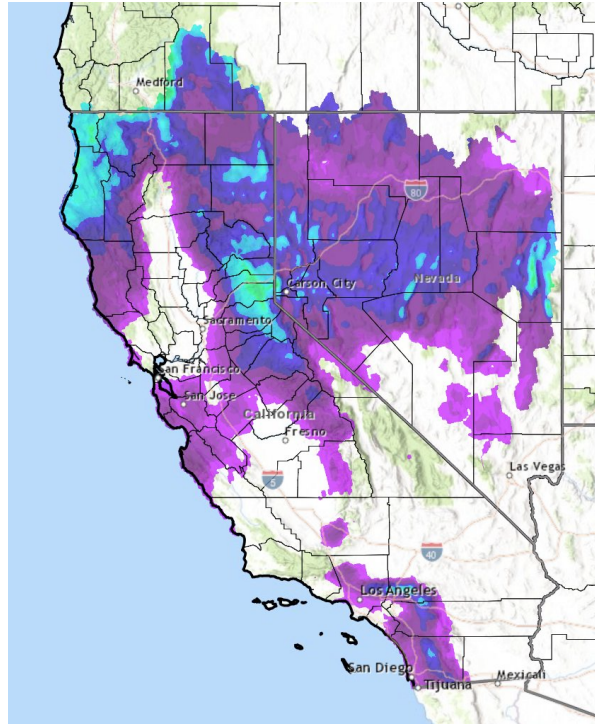 Medford
80
Carson City
Nevada
Sacramento
San Francisco
San Jose
California
Fresno
5
Las Vegas
40
Los Angeles
San Diego
Mexicali
Tijuana